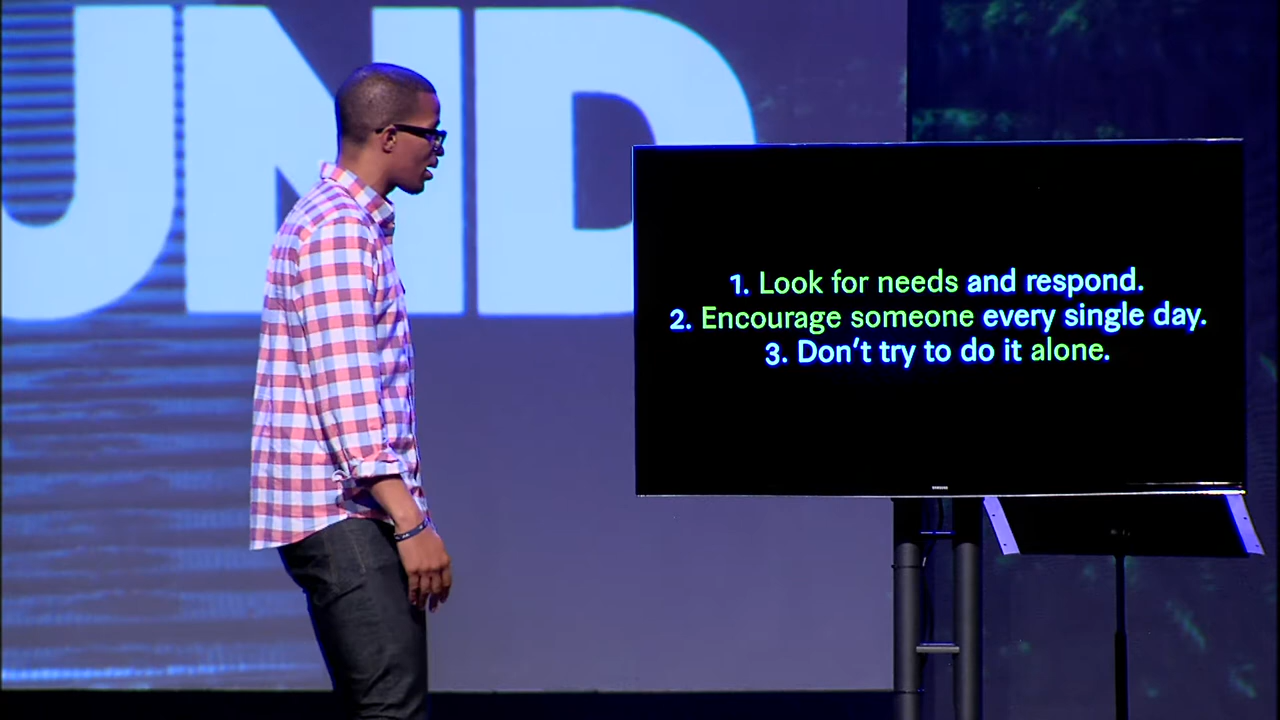 UND
1. Look for needs and respond.
2. Encourage someone every single day.
3. Don't try to do it alone.
SAMSUNG